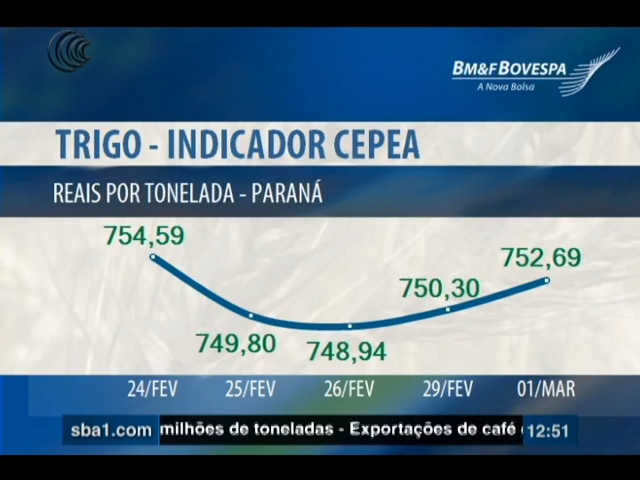 BM&FBOVESPA
A Nova Bolsa
TRIGO - INDICADOR CEPEA
REAIS POR TONELADA - PARANÁ
754,59
749,80
748,94
750,30
752,69
24/FEV 25/FEV 26/FEV 29/FEV 01/MAR
sba1.com milhões de toneladas - Exportações de café 12:51